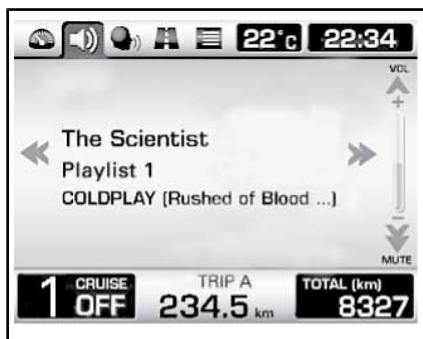 22°C 22:34
VOL
+
The Scientist
Playlist 1
COLDPLAY (Rushed of Blood ...)
-
MUTE
1 CRUISE OFF
TRIP A
234.5 km
TOTAL (km)
8327